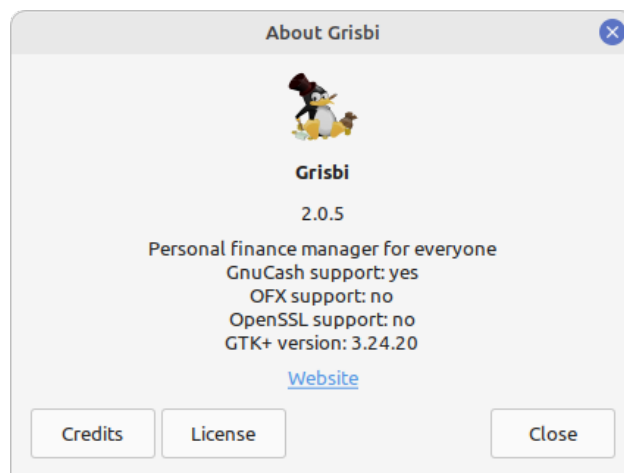 About Grisbi
Grisbi
2.0.5
Personal finance manager for everyone
GnuCash support: yes
OFX support: no
OpenSSL support: no
GTK+ version: 3.24.20
Website
Credits
License
Close